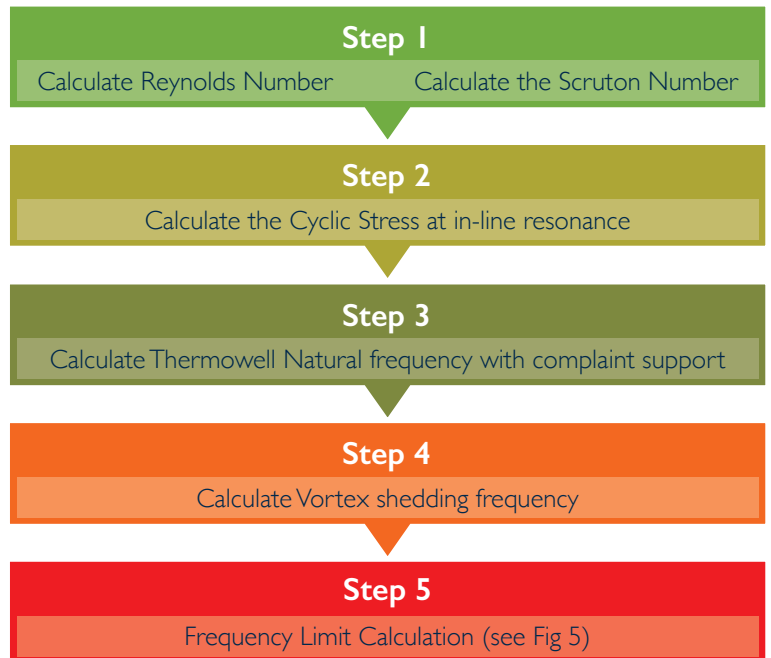 Step 1
Calculate Reynolds Number Calculate the Scruton Number
Step 2
Calculate the Cyclic Stress at in-line resonance
Step 3
Calculate Thermowell Natural frequency with complaint support
Step 4
Calculate Vortex shedding frequency
Step 5
Frequency Limit Calculation (see Fig 5)